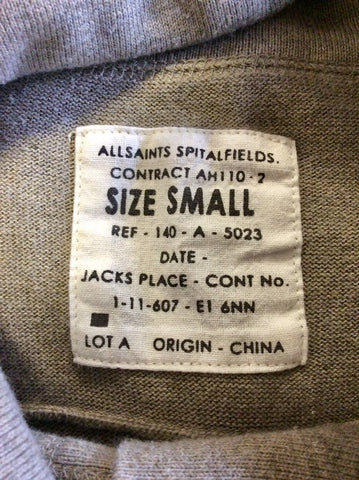 ALLSAINTS SPITALFIELDS.
CONTRACT AH110 - 2
SIZE SMALL
REF - 140 - A - 5023
DATE -
JACKS PLACE - CONT No.
1-11-607 - E1 6NN
LOT A ORIGIN - CHINA